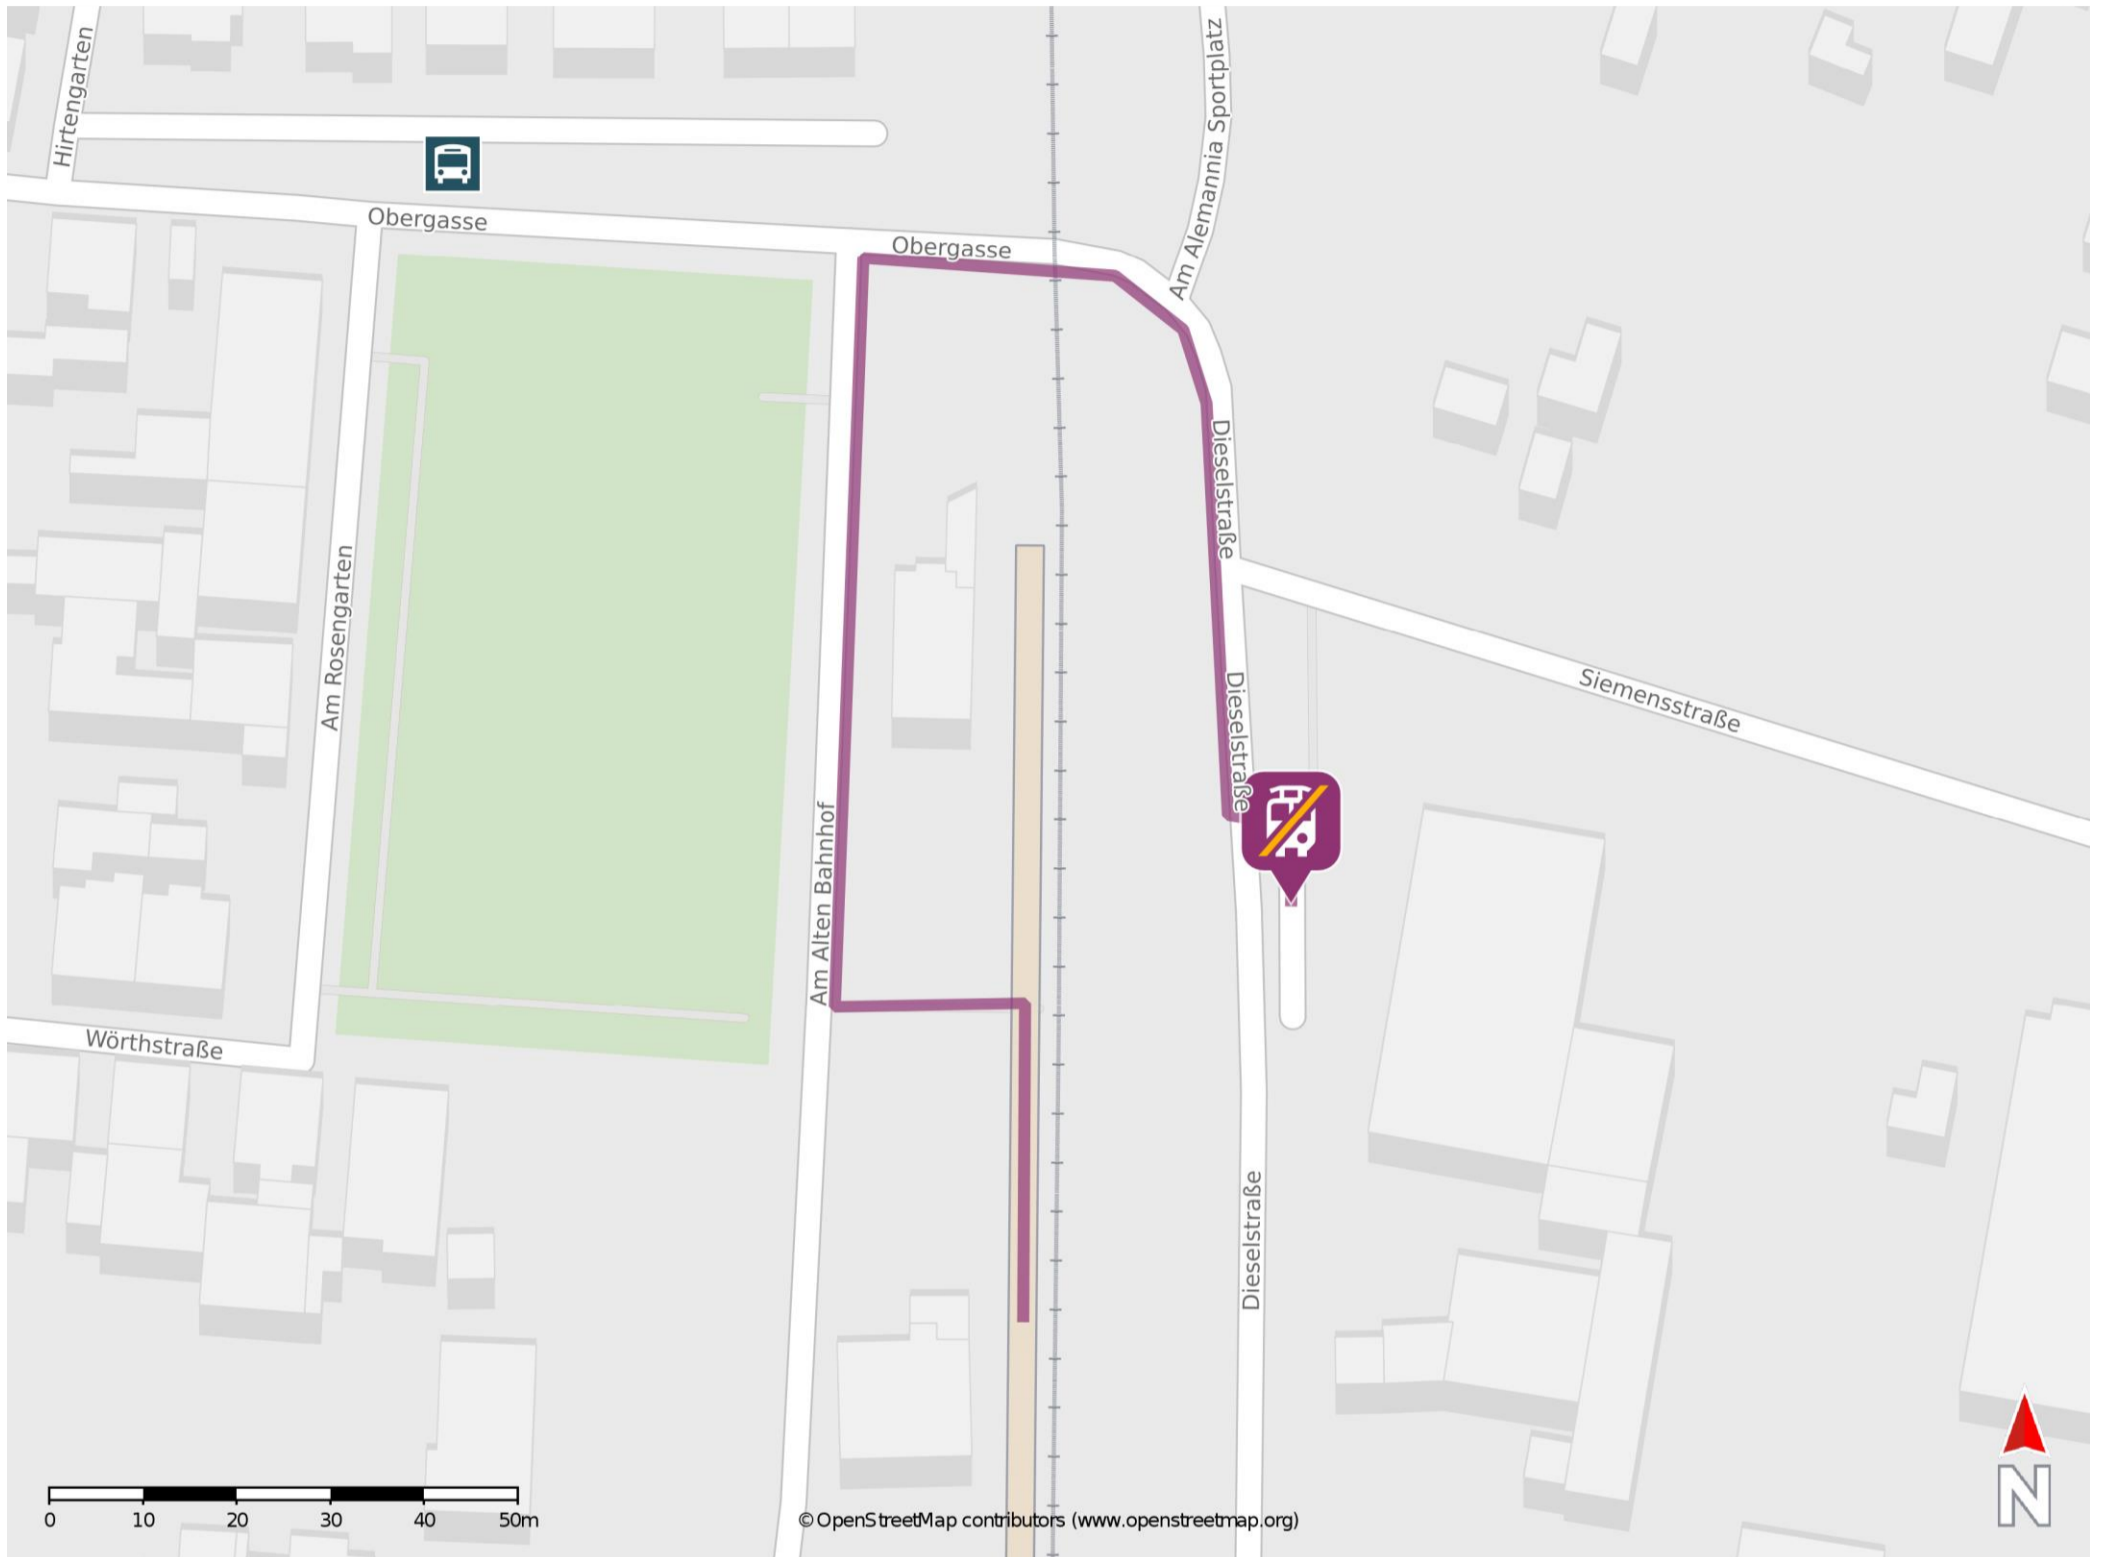 Hirtengarten
Am Alemannia Sportplatz
Obergasse
Obergasse
Dieselstraße
Am Rosengarten
Dieselstraße
Siemensstraße
Am Alten Bahnhof
Wörthstraße
Dieselstraße
0 10 20 30 40 50m
© OpenStreetMap contributors (www.openstreetmap.org)
N